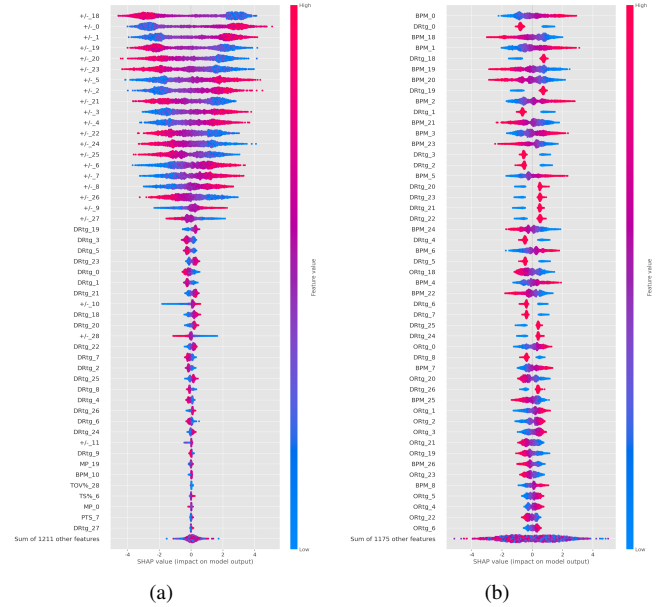 +/-_18
+/-_0
+/-_1
+/-_19
+/-_20
+/-_23
+/-_5
+/-_2
+/-_21
+/-_3
+/-_4
+/-_22
+/-_24
+/-_25
+/-_6
+/-_7
+/-_8
+/-_26
+/-_9
+/-_27
DRtg_19
DRtg_3
DRtg_5
DRtg_23
DRtg_0
DRtg_1
DRtg_21
+/-_10
DRtg_18
DRtg_20
+/-_28
DRtg_22
DRtg_7
DRtg_2
DRtg_25
DRtg_8
DRtg_4
DRtg_26
DRtg_6
DRtg_24
+/-_11
DRtg_9
MP_19
BPM_10
TOV%_28
TS%_6
MP_0
PTS_7
DRtg_27
Sum of 1211 other features
-4 -2 0 2 4
SHAP value (impact on model output)
High
Feature value
Low
(a)
BPM_0
DRtg_0
BPM_18
BPM_1
DRtg_18
BPM_19
BPM_20
DRtg_19
BPM_2
DRtg_1
BPM_21
BPM_3
BPM_23
DRtg_3
DRtg_2
BPM_5
DRtg_20
DRtg_23
DRtg_21
DRtg_22
BPM_24
DRtg_4
BPM_6
DRtg_5
ORtg_18
BPM_4
BPM_22
DRtg_6
DRtg_7
DRtg_25
DRtg_24
ORtg_0
DRtg_8
BPM_7
ORtg_20
DRtg_26
BPM_25
ORtg_1
ORtg_2
ORtg_3
ORtg_21
ORtg_19
BPM_26
ORtg_23
BPM_8
ORtg_5
ORtg_4
ORtg_22
ORtg_6
Sum of 1175 other features
-4 -2 0 2 4
SHAP value (impact on model output)
High
Feature value
Low
(b)